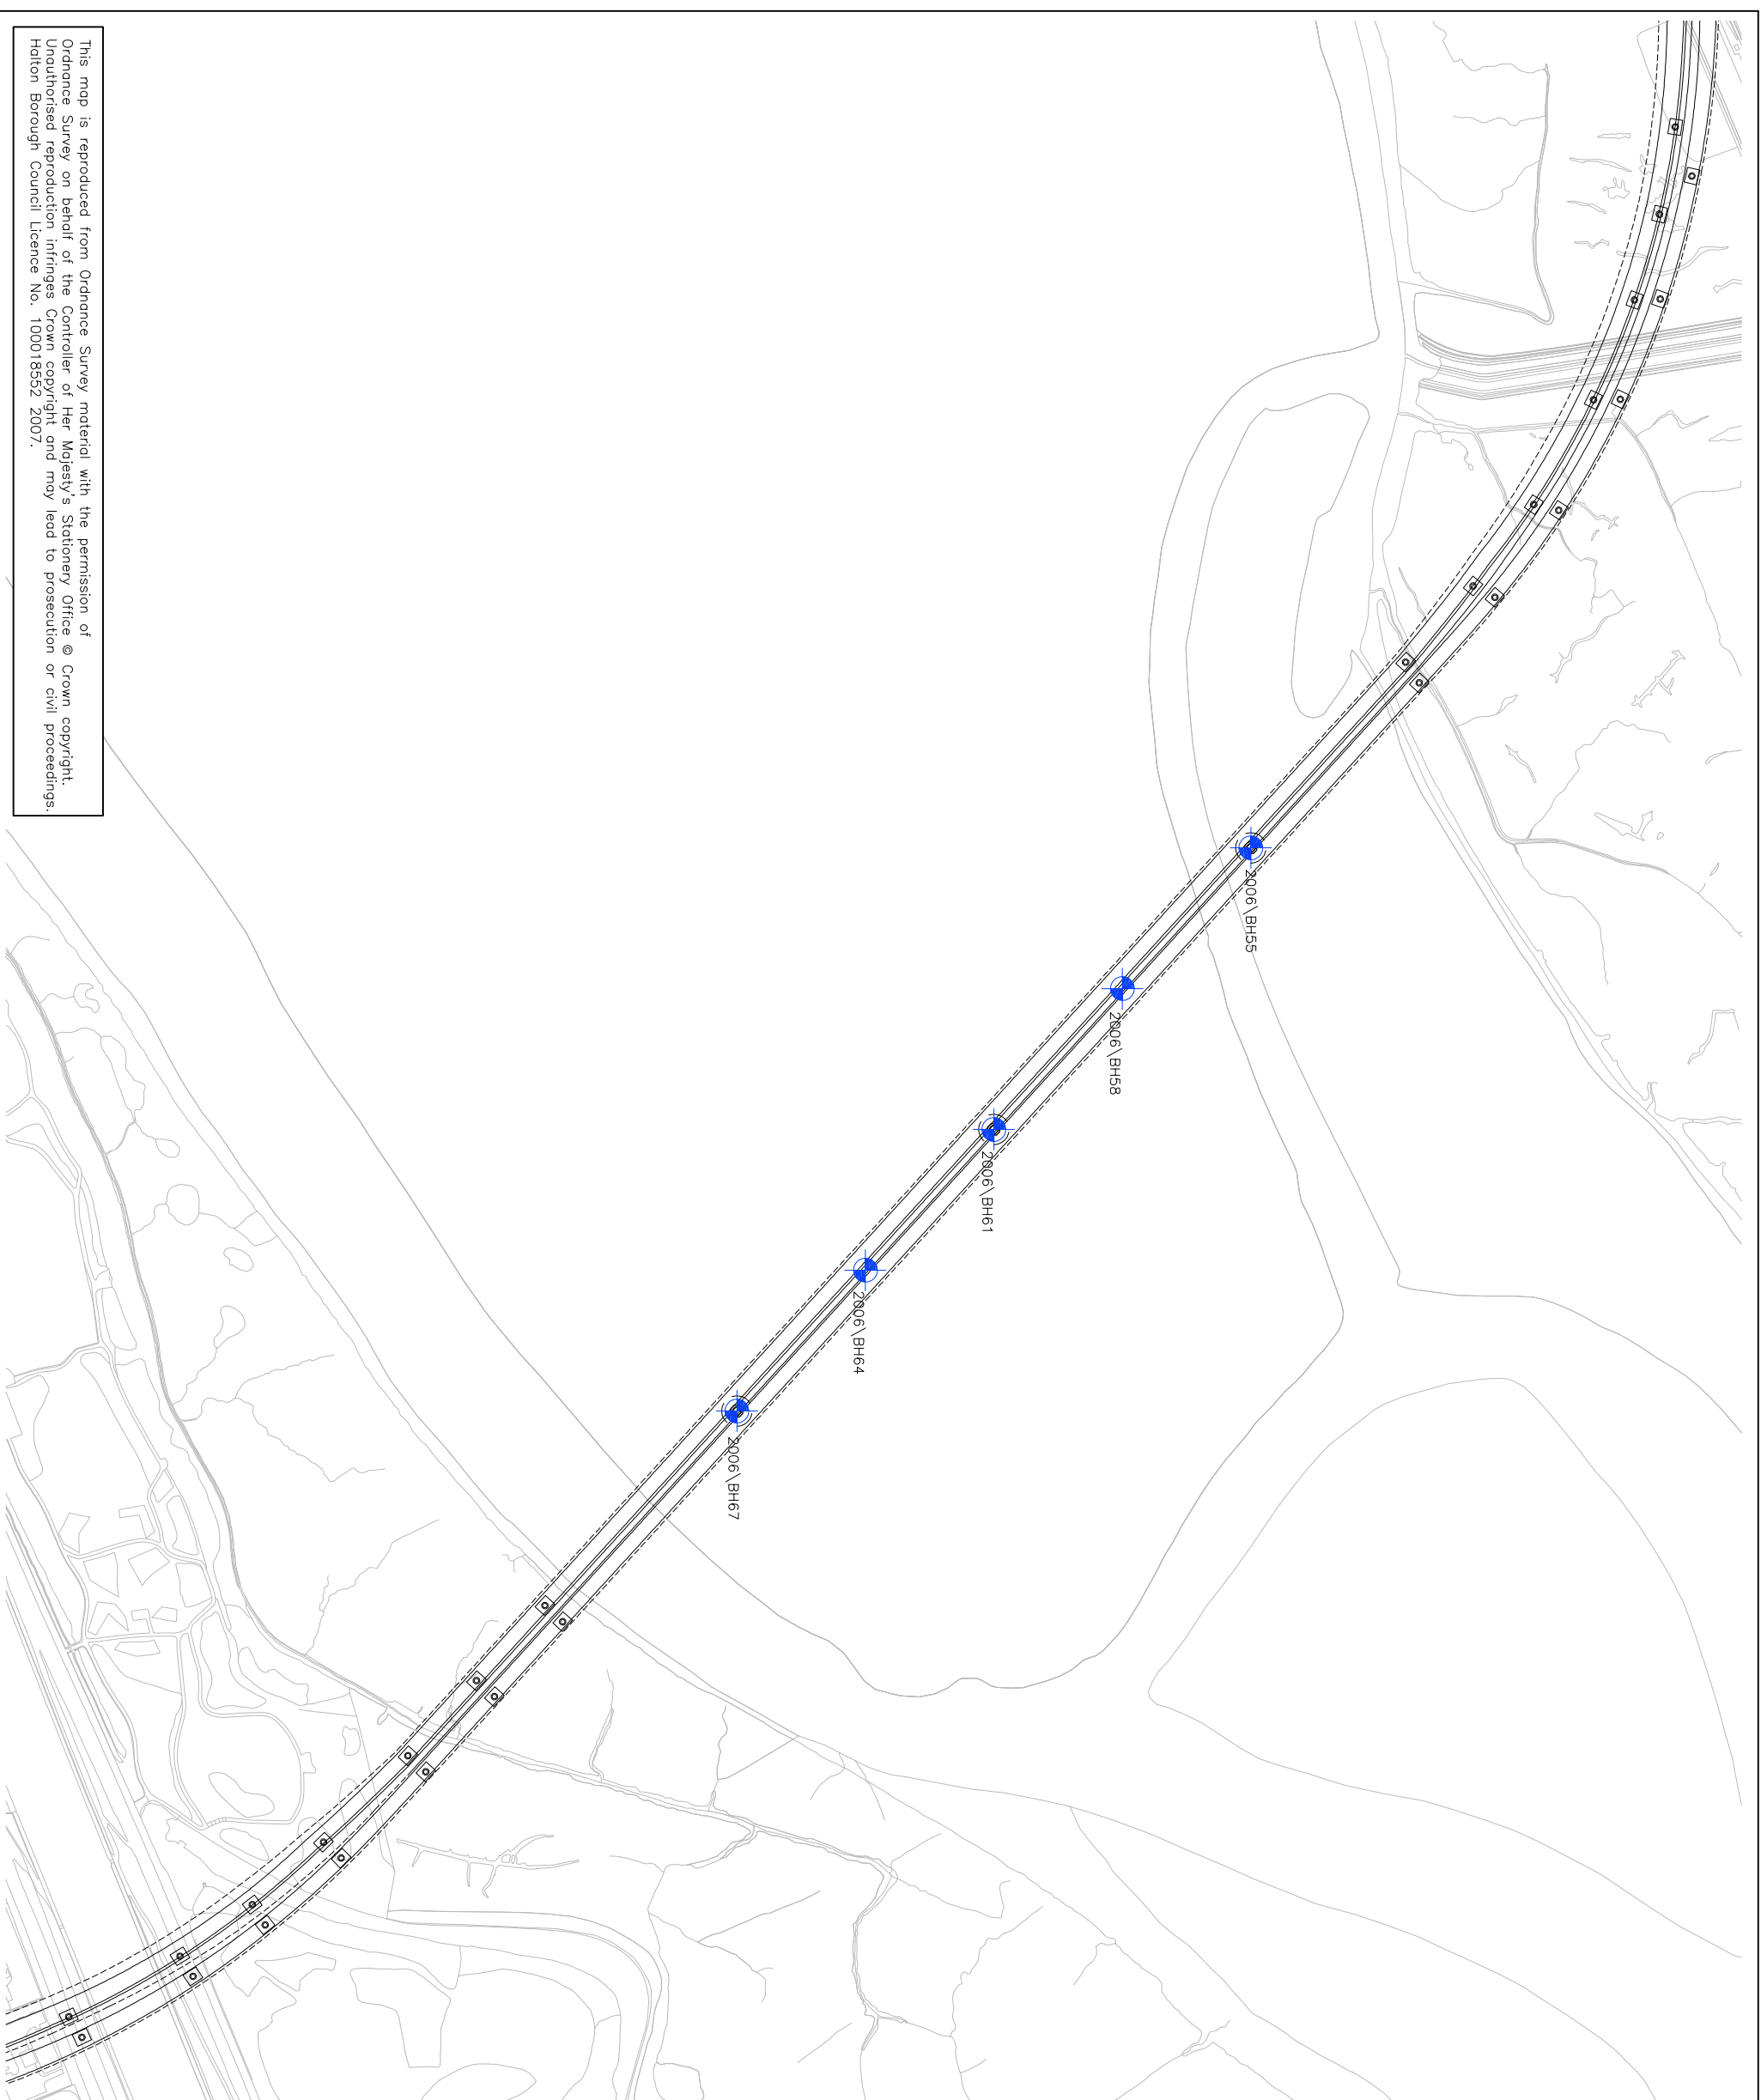 This map is reproduced from Ordnance Survey material with the permission of
Ordnance Survey on behalf of the Controller of Her Majesty's Stationery Office © Crown copyright.
Unauthorised reproduction infringes Crown copyright and may lead to prosecution or civil proceedings.
Halton Borough Council Licence No. 100018552 2007.
2006\BH55
2006\BH58
2006\BH61
2006\BH64
2006\BH67